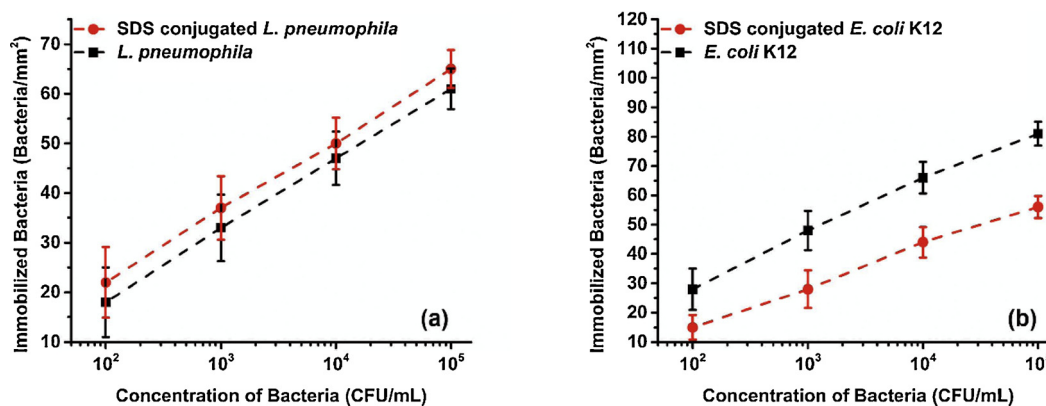 SDS conjugated L. pneumophila
L. pneumophila
Immobilized Bacteria (Bacteria/mm²)
70
60
50
40
30
20
10
10² 10³ 10⁴ 10⁵
Concentration of Bacteria (CFU/mL)
(a)
SDS conjugated E. coli K12
E. coli K12
Immobilized Bacteria (Bacteria/mm²)
120
110
100
90
80
70
60
50
40
30
20
10
10² 10³ 10⁴ 10
Concentration of Bacteria (CFU/mL)
(b)